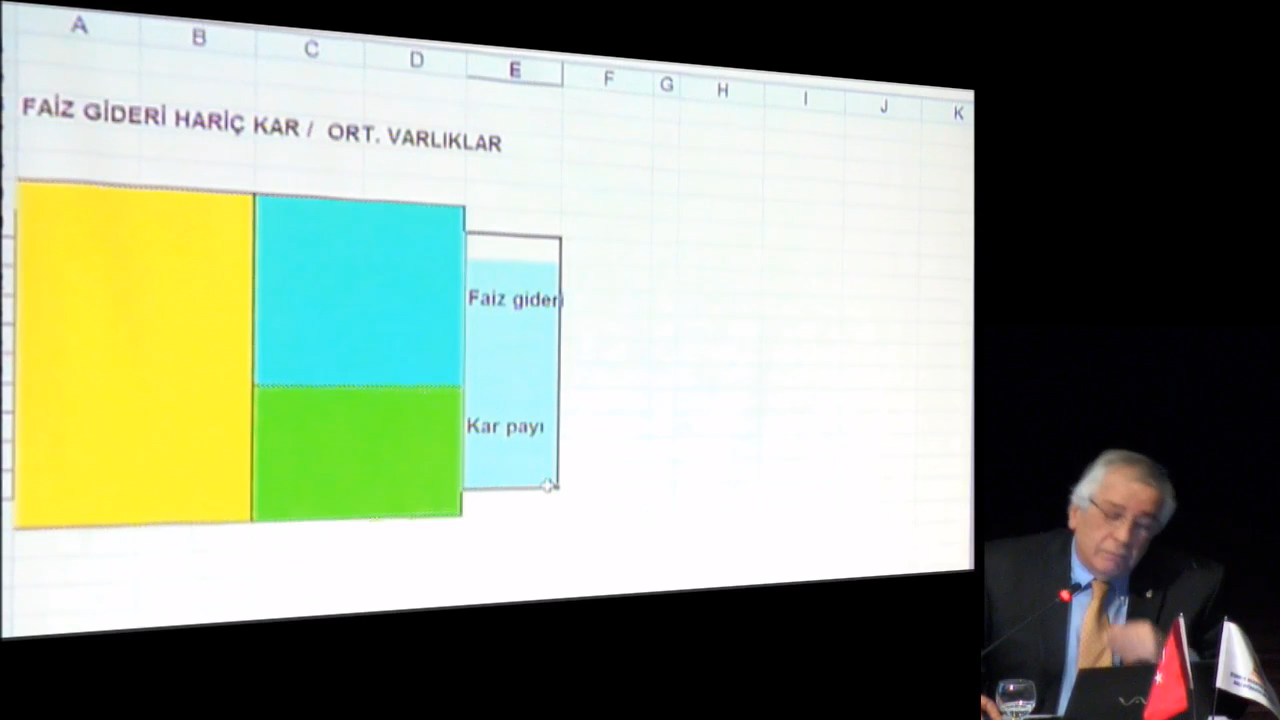 A B C D E F G H I J K
FAİZ GİDERİ HARİÇ KAR / ORT. VARLIKLAR
Faiz gideri
Kar payı